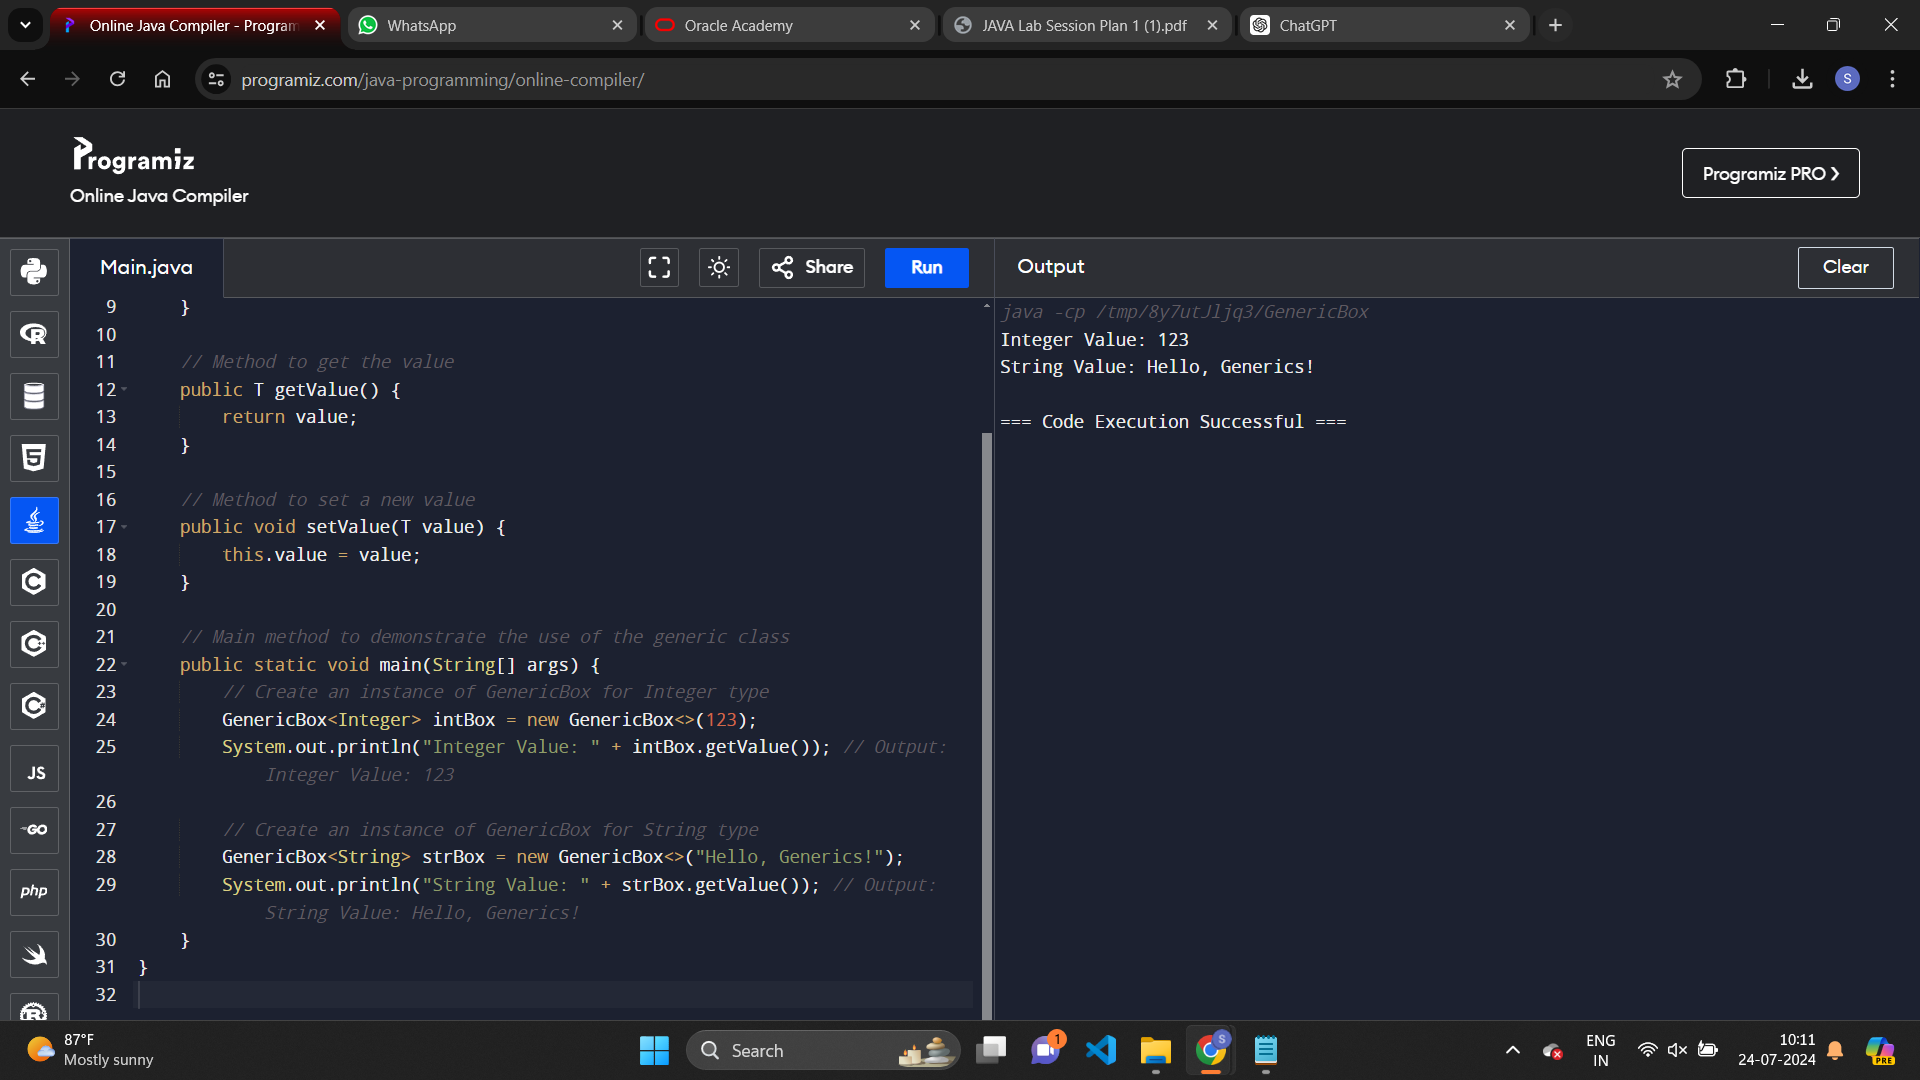 Online Java Compiler - Program
WhatsApp
Oracle Academy
JAVA Lab Session Plan 1 (1).pdf
ChatGPT
programiz.com/java-programming/online-compiler/
S
Programiz
Online Java Compiler
Programiz PRO
Main.java
Share
Run
Output
Clear
9 }
10
11 // Method to get the value
12 public T getValue() {
13 return value;
14 }
15
16 // Method to set a new value
17 public void setValue(T value) {
18 this.value = value;
19 }
20
21 // Main method to demonstrate the use of the generic class
22 public static void main(String[] args) {
23 // Create an instance of GenericBox for Integer type
24 GenericBox<Integer> intBox = new GenericBox<>(123);
25 System.out.println("Integer Value: " + intBox.getValue()); // Output:
Integer Value: 123
26
27 // Create an instance of GenericBox for String type
28 GenericBox<String> strBox = new GenericBox<>("Hello, Generics!");
29 System.out.println("String Value: " + strBox.getValue()); // Output:
String Value: Hello, Generics!
30 }
31 }
32
java -cp /tmp/8y7utJljq3/GenericBox
Integer Value: 123
String Value: Hello, Generics!
=== Code Execution Successful ===
JS
GO
php
87°F
Mostly sunny
Search
1
S
ENG
IN
10:11
24-07-2024
PRE